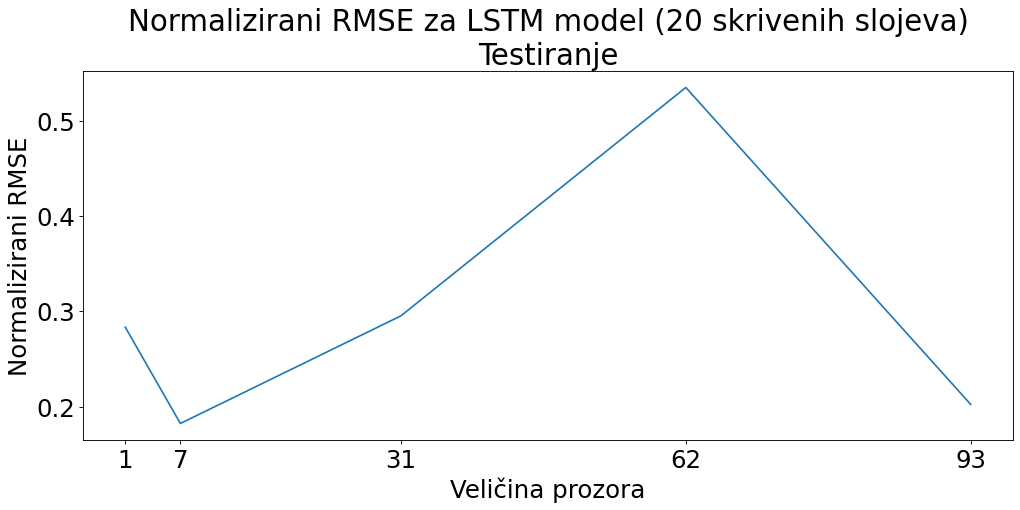 Normalizirani RMSE za LSTM model (20 skrivenih slojeva)
Testiranje
Normalizirani RMSE
0.5
0.4
0.3
0.2
1 7 31 62 93
Veličina prozora